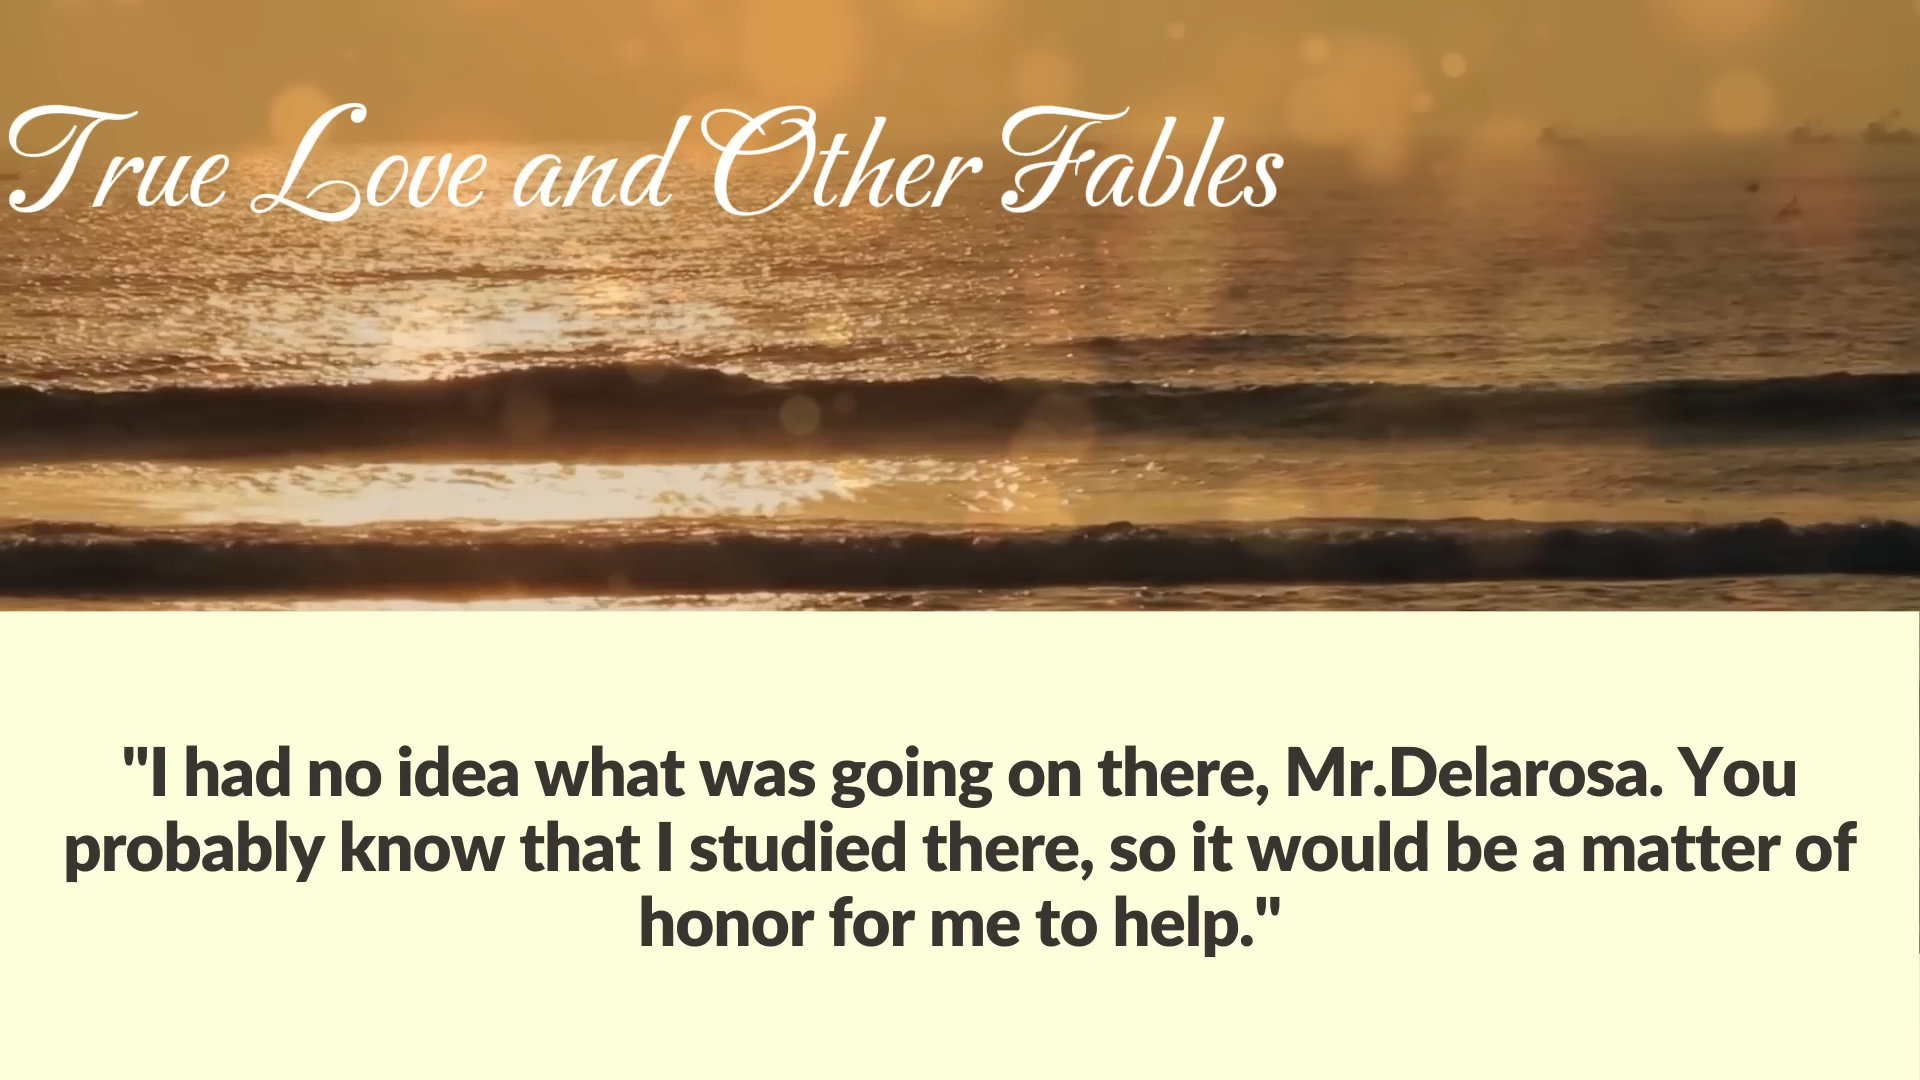 True Love and Other Fables
"I had no idea what was going on there, Mr.Delarosa. You
probably know that I studied there, so it would be a matter of
honor for me to help."